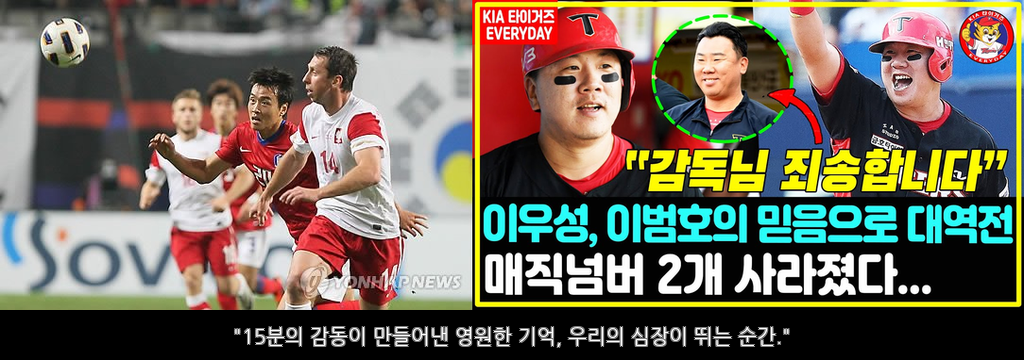 Sov
14
YONHAP NEWS
KIA 타이거즈
EVERYDAY
"감독님 죄송합니다"
이우성, 이범호의 믿음으로 대역전
매직넘버 2개 사라졌다...
"15분의 감동이 만들어낸 영원한 기억, 우리의 심장이 뛰는 순간."